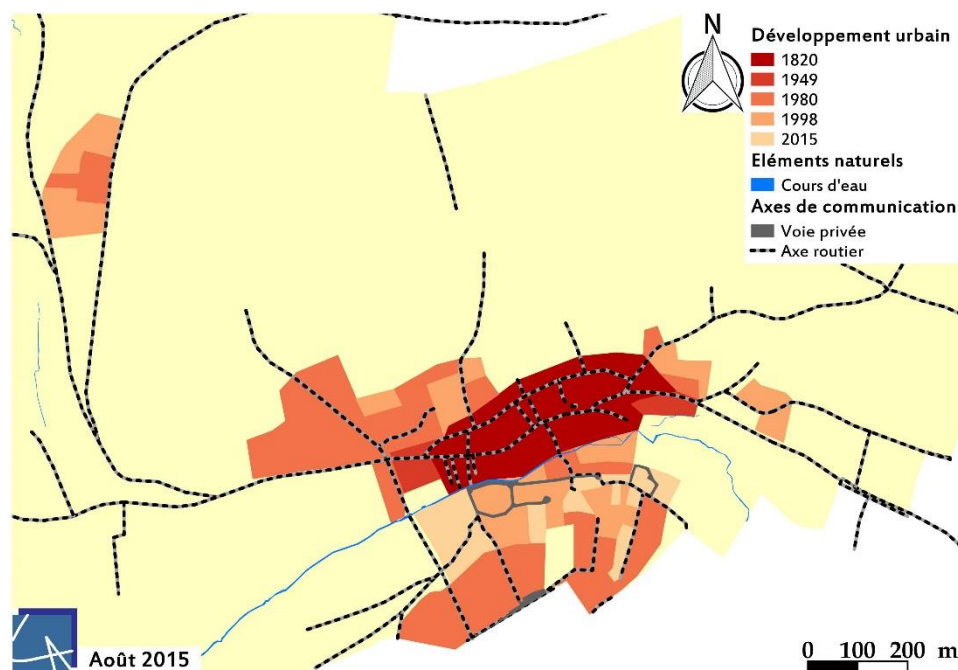 N
Développement urbain
1820
1949
1980
1998
2015
Eléments naturels
Cours d'eau
Axes de communication
Voie privée
Axe routier
Août 2015
0 100 200 m